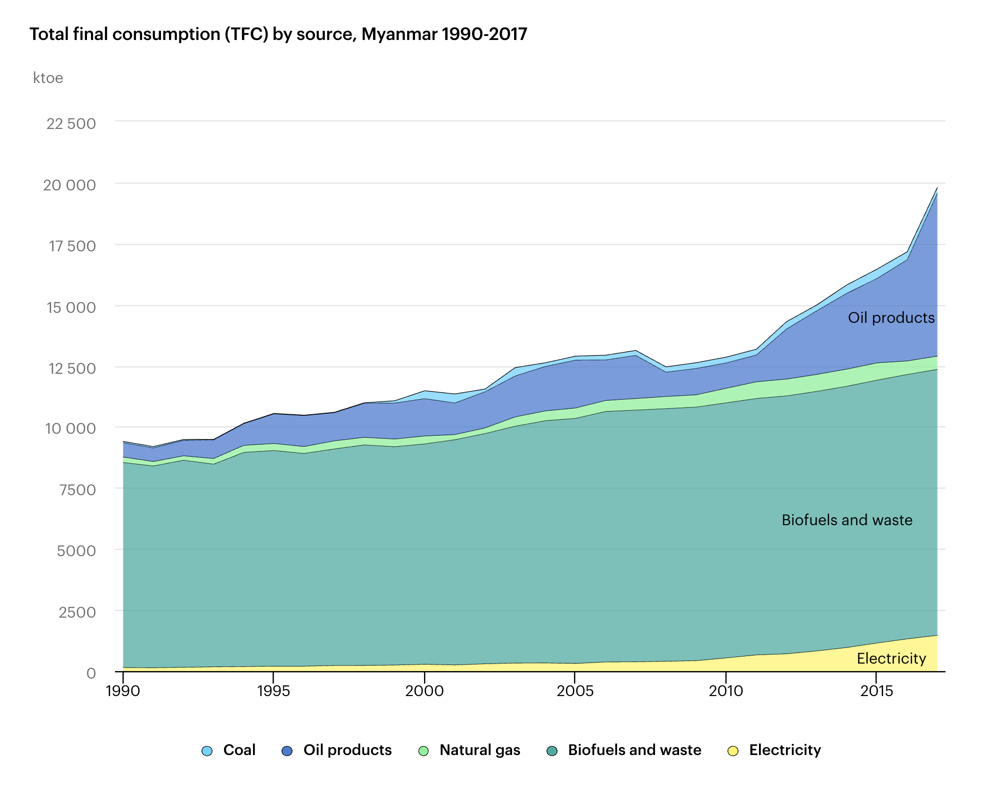 Total final consumption (TFC) by source, Myanmar 1990-2017
ktoe
22 500
20 000
17 500
15 000
Oil products
12 500
10 000
7500
Biofuels and waste
5000
2500
Electricity
0
1990 1995 2000 2005 2010 2015
Coal Oil products Natural gas Biofuels and waste Electricity